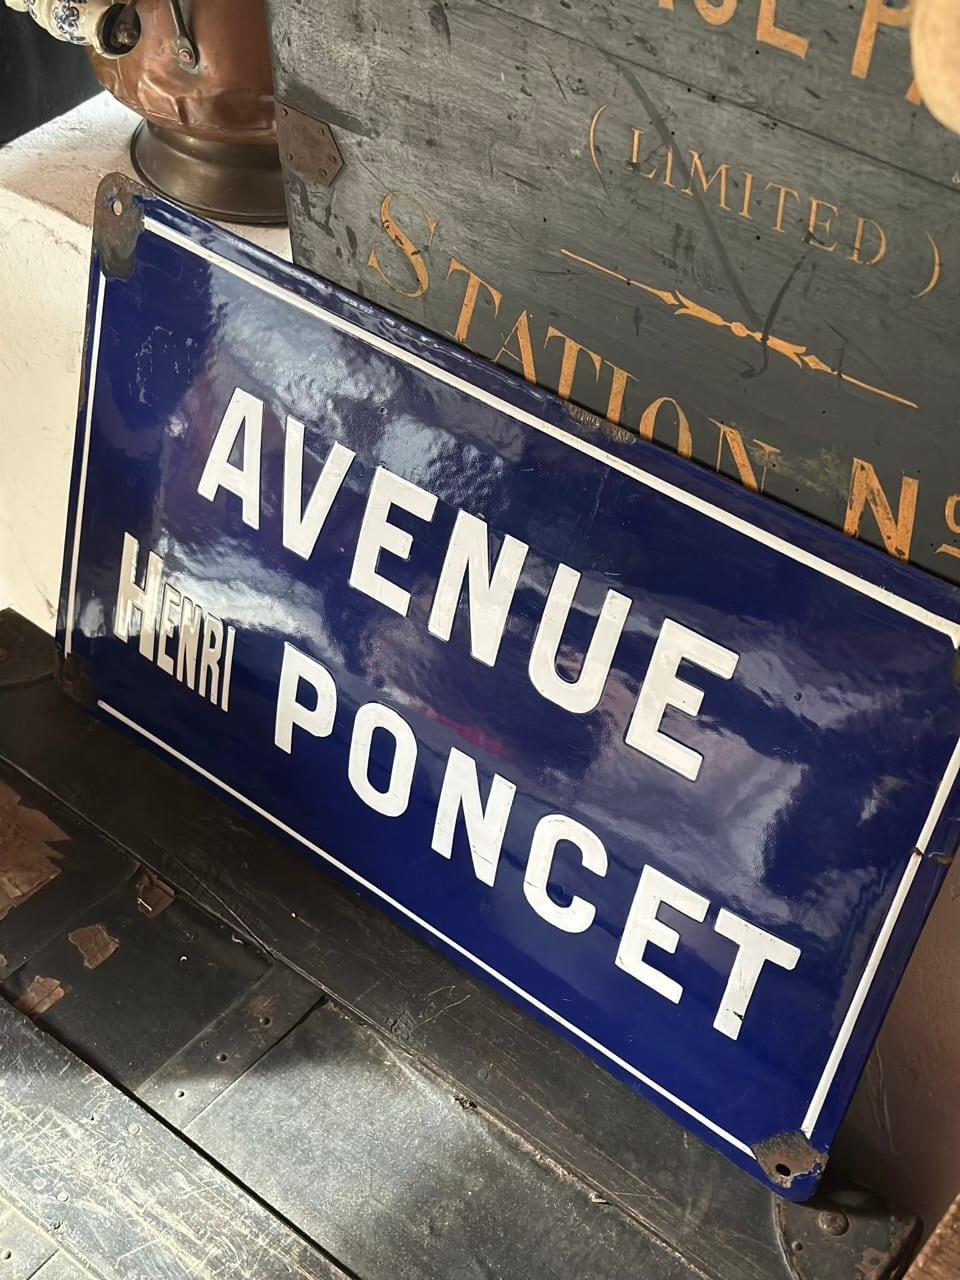 (LIMITED)
STATION Nº
AVENUE
HENRI PONCET